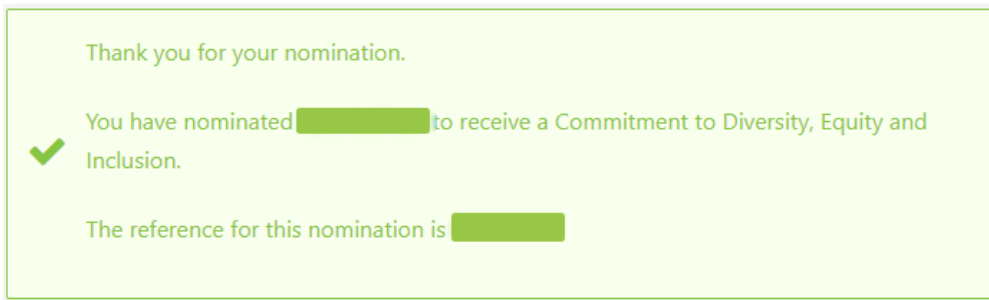 Thank you for your nomination.
You have nominated to receive a Commitment to Diversity, Equity and
Inclusion.
The reference for this nomination is